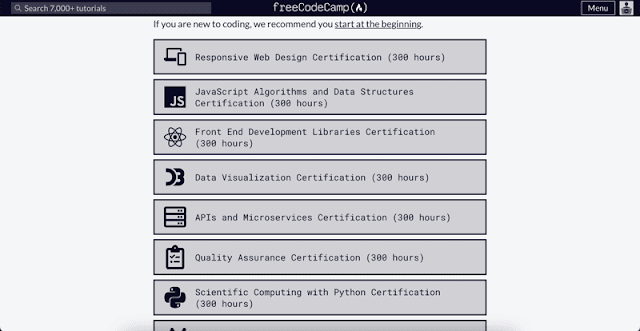 Search 7,000+ tutorials
freeCodeCamp
Menu
If you are new to coding, we recommend you start at the beginning.
Responsive Web Design Certification (300 hours)
JS
JavaScript Algorithms and Data Structures
Certification (300 hours)
Front End Development Libraries Certification
(300 hours)
Data Visualization Certification (300 hours)
APIs and Microservices Certification (300 hours)
Quality Assurance Certification (300 hours)
Scientific Computing with Python Certification
(300 hours)